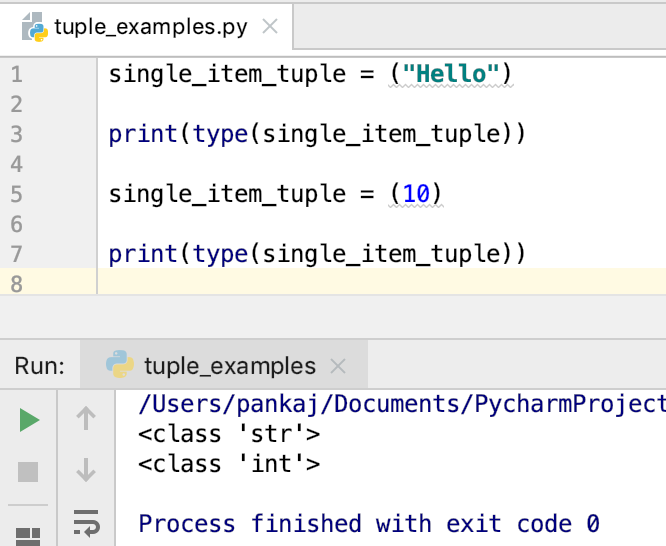 tuple_examples.py
1 single_item_tuple = ("Hello")
2
3 print(type(single_item_tuple))
4
5 single_item_tuple = (10)
6
7 print(type(single_item_tuple))
8
Run: tuple_examples
/Users/pankaj/Documents/PycharmProject
<class 'str'>
<class 'int'>
Process finished with exit code 0